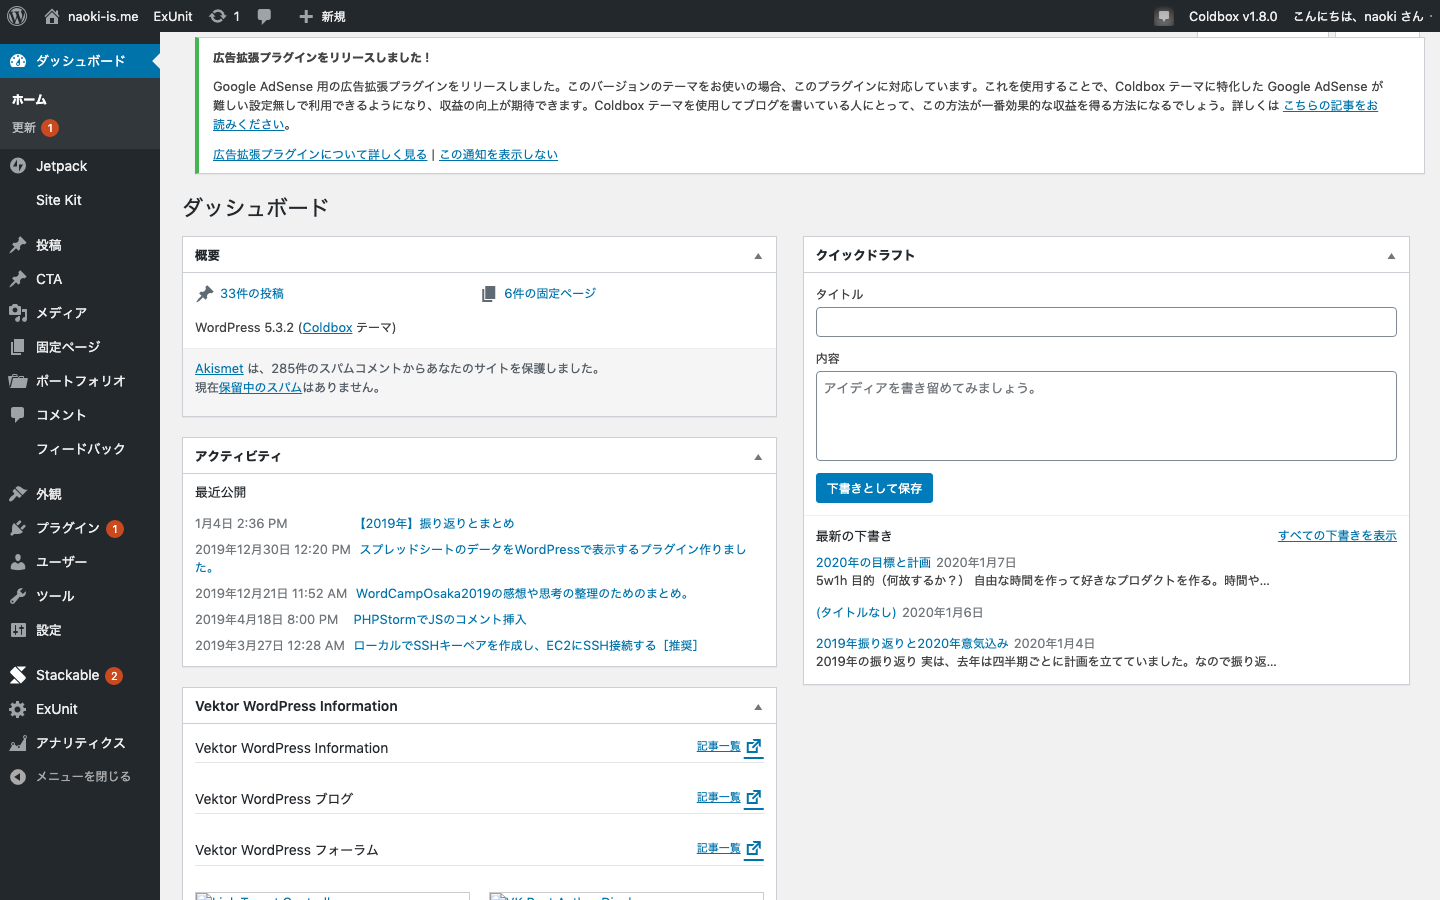 naoki-is.me ExUnit 1 新規 Coldbox v1.8.0 こんにちは、naoki さん
ダッシュボード
ホーム
更新 1
Jetpack
Site Kit
投稿
CTA
メディア
固定ページ
ポートフォリオ
コメント
フィードバック
外観
プラグイン 1
ユーザー
ツール
設定
Stackable 2
ExUnit
アナリティクス
メニューを閉じる
広告拡張プラグインをリリースしました！
Google AdSense 用の広告拡張プラグインをリリースしました。このバージョンのテーマをお使いの場合、このプラグインに対応しています。これを使用することで、Coldbox テーマに特化した Google AdSense が
難しい設定無しで利用できるようになり、収益の向上が期待できます。Coldbox テーマを使用してブログを書いている人にとって、この方法が一番効果的な収益を得る方法になるでしょう。詳しくは こちらの記事をお
読みください。
広告拡張プラグインについて詳しく見る | この通知を表示しない
ダッシュボード
概要
33件の投稿 6件の固定ページ
WordPress 5.3.2 (Coldbox テーマ)
Akismet は、285件のスパムコメントからあなたのサイトを保護しました。
現在保留中のスパムはありません。
アクティビティ
最近公開
1月4日 2:36 PM 【2019年】振り返りとまとめ
2019年12月30日 12:20 PM スプレッドシートのデータをWordPressで表示するプラグイン作りまし
た。
2019年12月21日 11:52 AM WordCampOsaka2019の感想や思考の整理のためのまとめ。
2019年4月18日 8:00 PM PHPStormでJSのコメント挿入
2019年3月27日 12:28 AM ローカルでSSHキーペアを作成し、EC2にSSH接続する［推奨］
Vektor WordPress Information
Vektor WordPress Information 記事一覧
Vektor WordPress ブログ 記事一覧
Vektor WordPress フォーラム 記事一覧
クイックドラフト
タイトル
内容
アイディアを書き留めてみましょう。
下書きとして保存
最新の下書き すべての下書きを表示
2020年の目標と計画 2020年1月7日
5w1h 目的（何故するか？） 自由な時間を作って好きなプロダクトを作る。時間や…
(タイトルなし) 2020年1月6日
2019年振り返りと2020年意気込み 2020年1月4日
2019年の振り返り 実は、去年は四半期ごとに計画を立てていました。なので振り返…